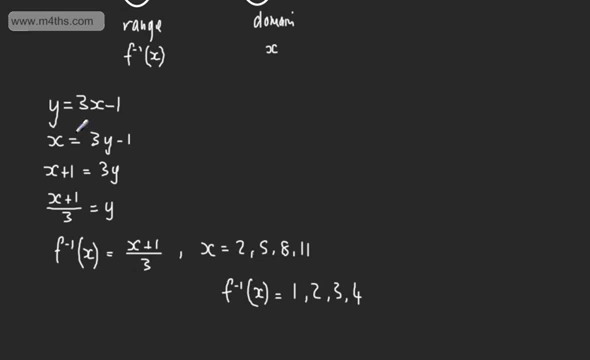 www.m4ths.com
range domain
f⁻¹(x) x
y = 3x - 1
x = 3y - 1
x+1 = 3y
x+1/3 = y
f⁻¹(x) = x+1/3 , x = 2, 5, 8, 11
f⁻¹(x) = 1, 2, 3, 4